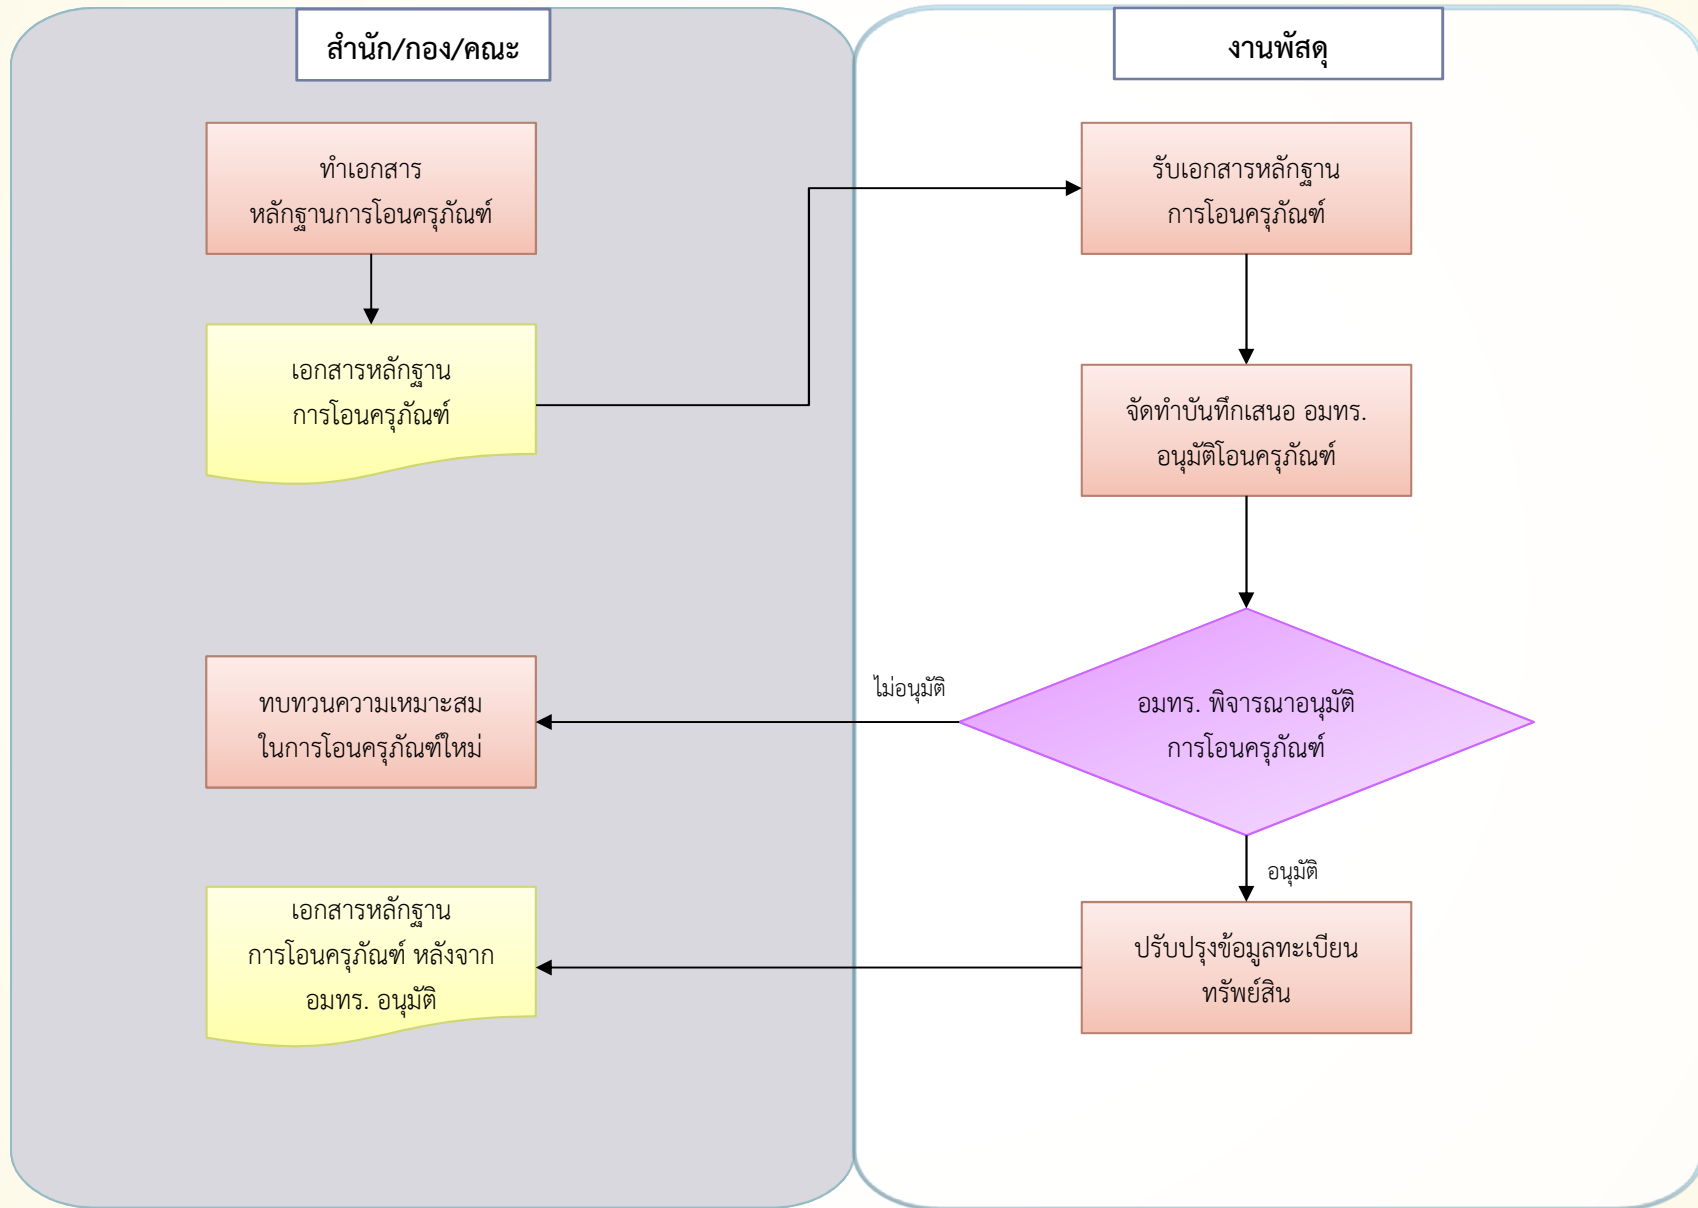 สำนัก/กอง/คณะ
งานพัสดุ
ทำเอกสาร
หลักฐานการโอนครุภัณฑ์
รับเอกสารหลักฐาน
การโอนครุภัณฑ์
เอกสารหลักฐาน
การโอนครุภัณฑ์
จัดทำบันทึกเสนอ อมทร.
อนุมัติโอนครุภัณฑ์
ทบทวนความเหมาะสม
ในการโอนครุภัณฑ์ใหม่
ไม่อนุมัติ
อมทร. พิจารณาอนุมัติ
การโอนครุภัณฑ์
อนุมัติ
เอกสารหลักฐาน
การโอนครุภัณฑ์ หลังจาก
อมทร. อนุมัติ
ปรับปรุงข้อมูลทะเบียน
ทรัพย์สิน